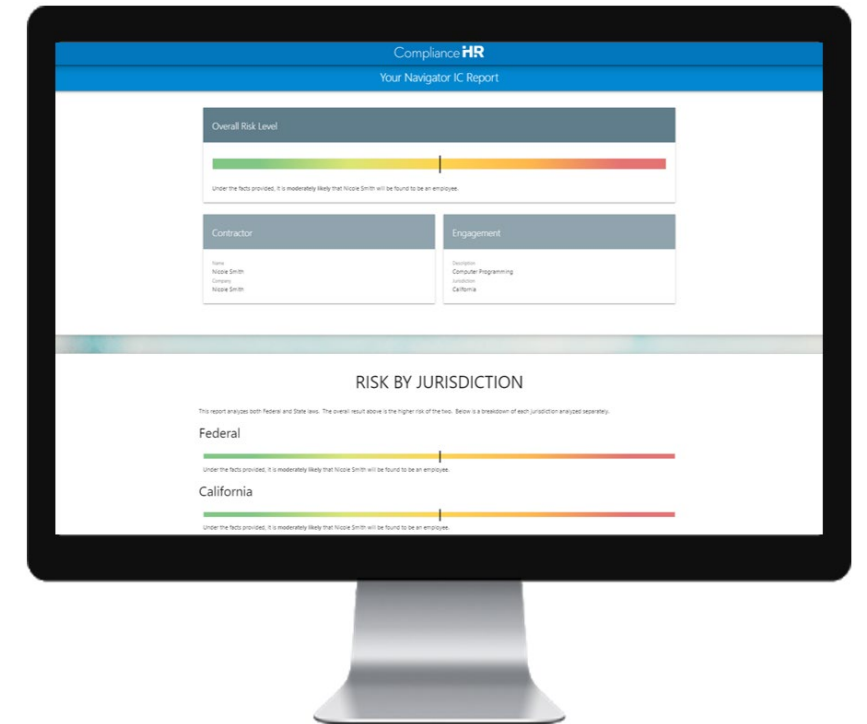 Compliance HR
Your Navigator IC Report
Overall Risk Level
Under the facts provided, it is moderately likely that Nicole Smith will be found to be an employee.
Contractor
Name
Nicole Smith
Company
Nicole Smith
Engagement
Description
Computer Programming
Jurisdiction
California
RISK BY JURISDICTION
This report analyzes both Federal and State laws. The overall result above is the higher risk of the two. Below is a breakdown of each jurisdiction analyzed separately.
Federal
Under the facts provided, it is moderately likely that Nicole Smith will be found to be an employee.
California
Under the facts provided, it is moderately likely that Nicole Smith will be found to be an employee.